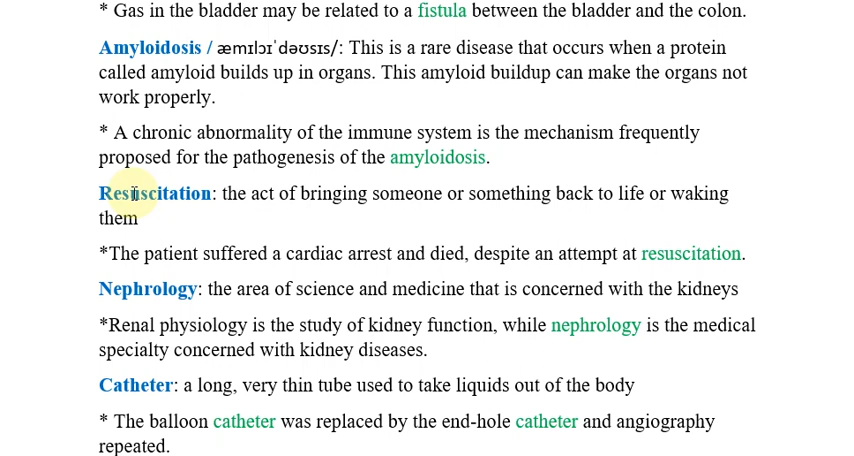 * Gas in the bladder may be related to a fistula between the bladder and the colon.
Amyloidosis / æmɪlɔɪˈdəʊsɪs/: This is a rare disease that occurs when a protein
called amyloid builds up in organs. This amyloid buildup can make the organs not
work properly.
* A chronic abnormality of the immune system is the mechanism frequently
proposed for the pathogenesis of the amyloidosis.
Resuscitation: the act of bringing someone or something back to life or waking
them
*The patient suffered a cardiac arrest and died, despite an attempt at resuscitation.
Nephrology: the area of science and medicine that is concerned with the kidneys
*Renal physiology is the study of kidney function, while nephrology is the medical
specialty concerned with kidney diseases.
Catheter: a long, very thin tube used to take liquids out of the body
* The balloon catheter was replaced by the end-hole catheter and angiography
repeated.